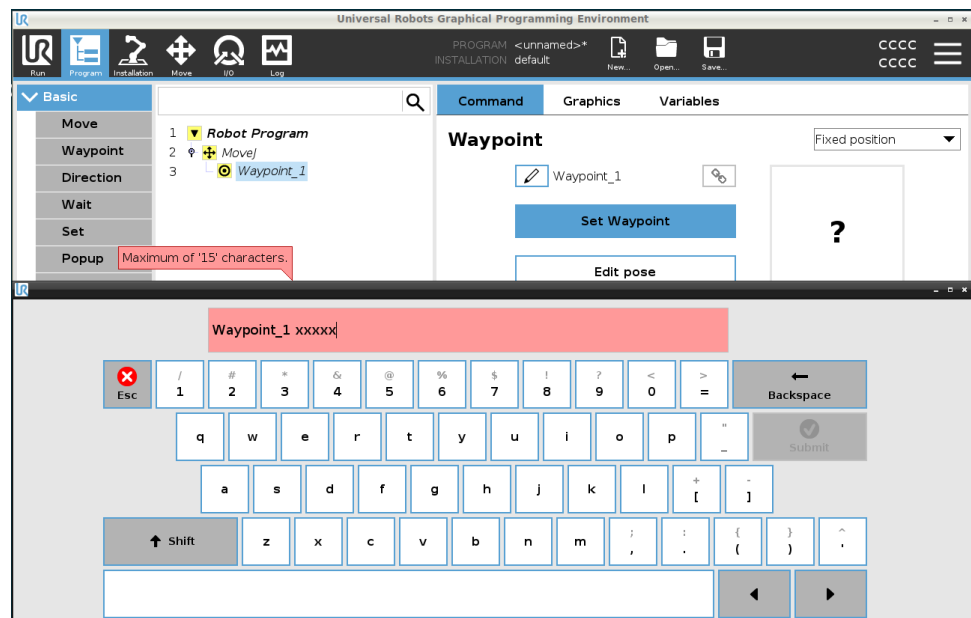 UR Universal Robots Graphical Programming Environment
UR
PROGRAM <unnamed>*
INSTALLATION default
CCCC
CCCC
Run Program Installation Move I/O Log New... Open... Save...
Basic
Command Graphics Variables
Move
Waypoint
Direction
Wait
Set
Popup
1 Robot Program
2 MoveJ
3 Waypoint_1
Waypoint
Fixed position
Waypoint_1
Set Waypoint
?
Edit pose
Maximum of '15' characters.
UR
Waypoint_1 xxxxx
Esc
/ # * & @ % $ ! ? < >
1 2 3 4 5 6 7 8 9 0 =
Backspace
q w e r t y u i o p " _
Submit
a s d f g h j k l + [ - ]
Shift
z x c v b n m ; , : . { ( } ) ^ '